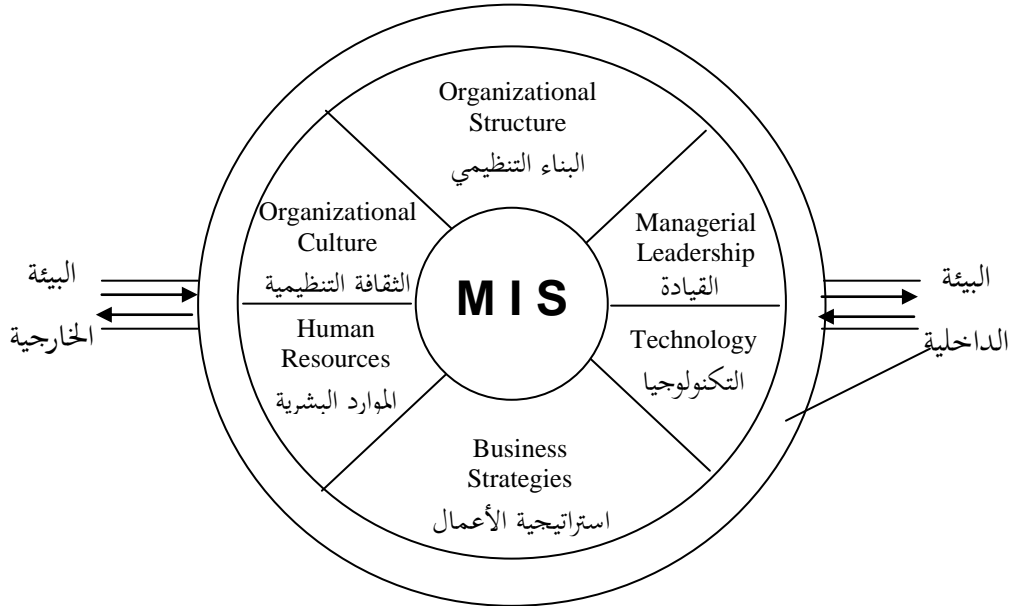 Organizational
Structure
البناء التنظيمي
Organizational
Culture
الثقافة التنظيمية
Managerial
Leadership
القيادة
M I S
البيئة
الخارجية
البيئة
الداخلية
Human
Resources
الموارد البشرية
Technology
التكنولوجيا
Business
Strategies
استراتيجية الأعمال